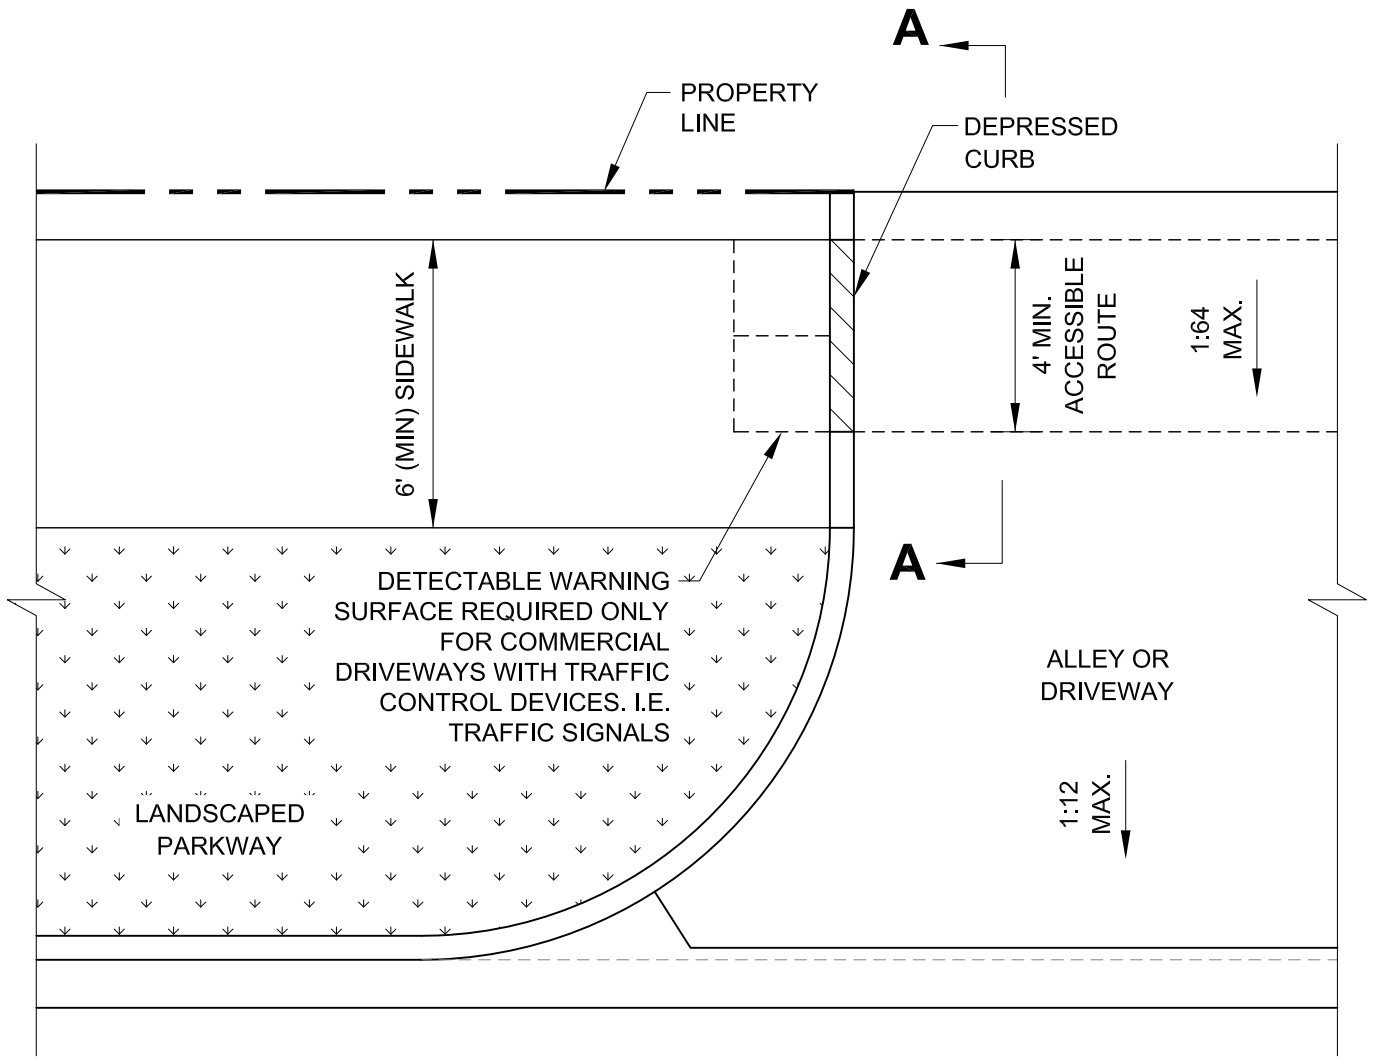 A
PROPERTY
LINE
DEPRESSED
CURB
6' (MIN) SIDEWALK
4' MIN.
ACCESSIBLE
ROUTE
1:64
MAX.
A
DETECTABLE WARNING
SURFACE REQUIRED ONLY
FOR COMMERCIAL
DRIVEWAYS WITH TRAFFIC
CONTROL DEVICES. I.E.
TRAFFIC SIGNALS
ALLEY OR
DRIVEWAY
1:12
MAX.
LANDSCAPED
PARKWAY